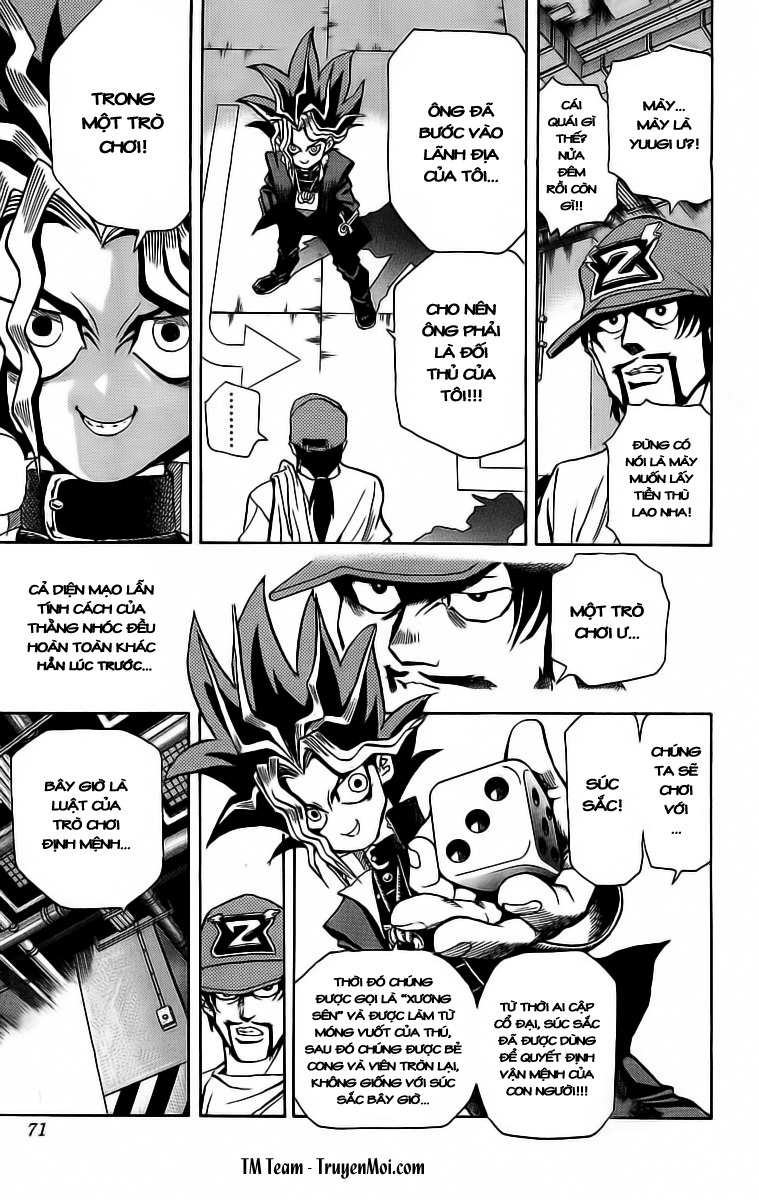 MÀY...
MÀY LÀ
YUUGI Ư?!
CÁI
QUÁI GÌ
THẾ?
NỬA
ĐÊM
RỒI CÒN
GÌ!!
Z
ĐỪNG CÓ
NÓI LÀ MÀY
MUỐN LẤY
TIỀN THÙ
LAO NHA!
ÔNG ĐÃ
BƯỚC VÀO
LÃNH ĐỊA
CỦA TÔI...
CHO NÊN
ÔNG PHẢI
LÀ ĐỐI
THỦ CỦA
TÔI!!!
........
TRONG
MỘT TRÒ
CHƠI!
MỘT TRÒ
CHƠI Ư...
CẢ DIỆN MẠO LẪN
TÍNH CÁCH CỦA
THẰNG NHÓC ĐỀU
HOÀN TOÀN KHÁC
HẲN LÚC TRƯỚC...
CHÚNG
TA SẼ
CHƠI
VỚI
...
SÚC
SẮC!
TỪ THỜI AI CẬP
CỔ ĐẠI, SÚC SẮC
ĐÃ ĐƯỢC DÙNG
ĐỂ QUYẾT ĐỊNH
VẬN MỆNH CỦA
CON NGƯỜI!!!
THỜI ĐÓ CHÚNG
ĐƯỢC GỌI LÀ "XƯƠNG
SÊN" VÀ ĐƯỢC LÀM TỪ
MÓNG VUỐT CỦA THÚ,
SAU ĐÓ CHÚNG ĐƯỢC BẺ
CONG VÀ VIÊN TRÒN LẠI,
KHÔNG GIỐNG VỚI SÚC
SẮC BÂY GIỜ...
Z
BÂY GIỜ LÀ
LUẬT CỦA
TRÒ CHƠI
ĐỊNH MỆNH...
71
TM Team - TruyenMoi.com